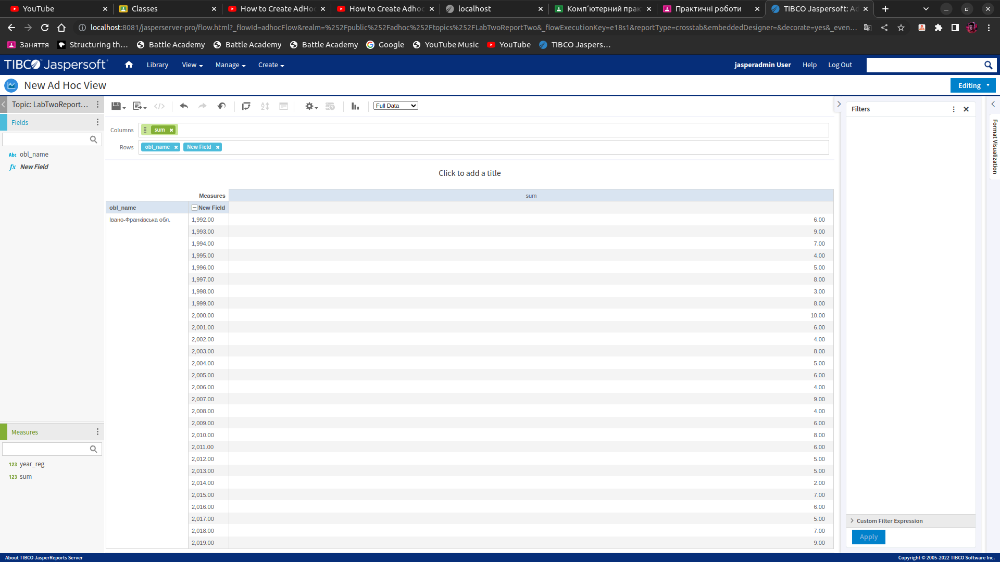 YouTube
Classes
How to Create AdHo
How to Create Adhoc
localhost
Комп'ютерний прак
Практичні роботи
TIBCO Jaspersoft: Ad
localhost:8081/jasperserver-pro/flow.html?_flowId=adhocFlow&realm=%252Fpublic%252Fadhoc%252Ftopics%252FLabTwoReportTwo&_flowExecutionKey=e18s1&reportType=crosstab&embeddedDesigner=&decorate=yes&_even…
Заняття
Structuring th…
Battle Academy
Battle Academy
Battle Academy
Google
YouTube Music
YouTube
TIBCO Jaspers…
TIBCO Jaspersoft
Library
View
Manage
Create
jasperadmin User
Help
Log Out
New Ad Hoc View
Editing
Topic: LabTwoReport…
Full Data
Fields
Abc obl_name
fx New Field
Measures
123 year_reg
123 sum
Columns
sum
Rows
obl_name
New Field
Click to add a title
Measures
sum
obl_name
New Field
Івано-Франківська обл.
1,992.00 6.00
1,993.00 9.00
1,994.00 7.00
1,995.00 4.00
1,996.00 5.00
1,997.00 8.00
1,998.00 3.00
1,999.00 8.00
2,000.00 10.00
2,001.00 6.00
2,002.00 4.00
2,003.00 8.00
2,004.00 5.00
2,005.00 6.00
2,006.00 4.00
2,007.00 9.00
2,008.00 4.00
2,009.00 6.00
2,010.00 8.00
2,011.00 6.00
2,012.00 5.00
2,013.00 5.00
2,014.00 2.00
2,015.00 7.00
2,016.00 6.00
2,017.00 5.00
2,018.00 7.00
2,019.00 9.00
Filters
Custom Filter Expression
Apply
Format Visualization
About TIBCO JasperReports Server
Copyright © 2005-2022 TIBCO Software Inc.